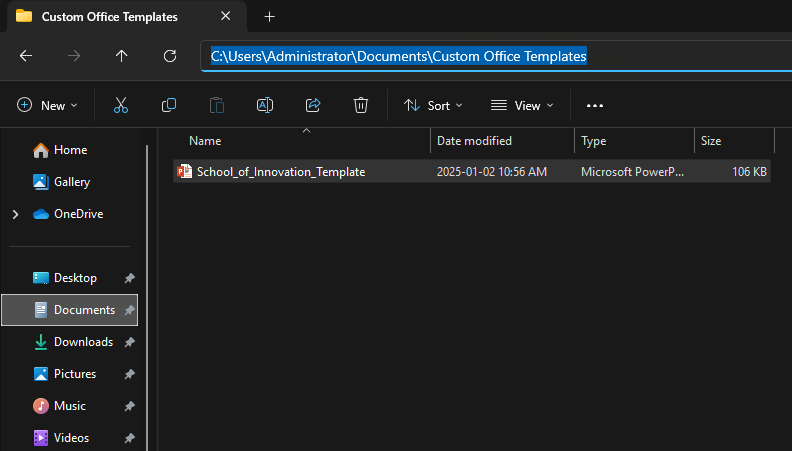 Custom Office Templates
C:\Users\Administrator\Documents\Custom Office Templates
New Sort View
Name Date modified Type Size
School_of_Innovation_Template 2025-01-02 10:56 AM Microsoft PowerP... 106 KB
Home
Gallery
OneDrive
Desktop
Documents
Downloads
Pictures
Music
Videos